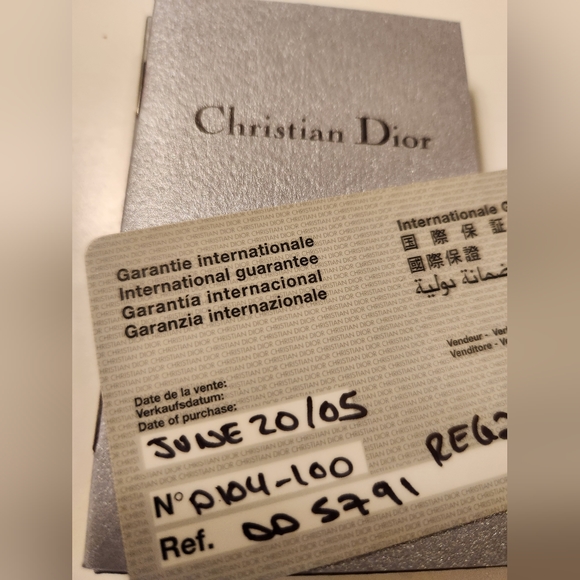 Christian Dior
Garantie internationale
International guarantee
Garantía internacional
Garanzia internazionale
Internationale G
国 際 保 証
國際保證
ضمانة دولية
Vendeur - Ver
Venditore - V
Date de la vente:
Verkaufsdatum:
Date of purchase:
JUNE 20/05
N° D104-100
Ref. DD 5791